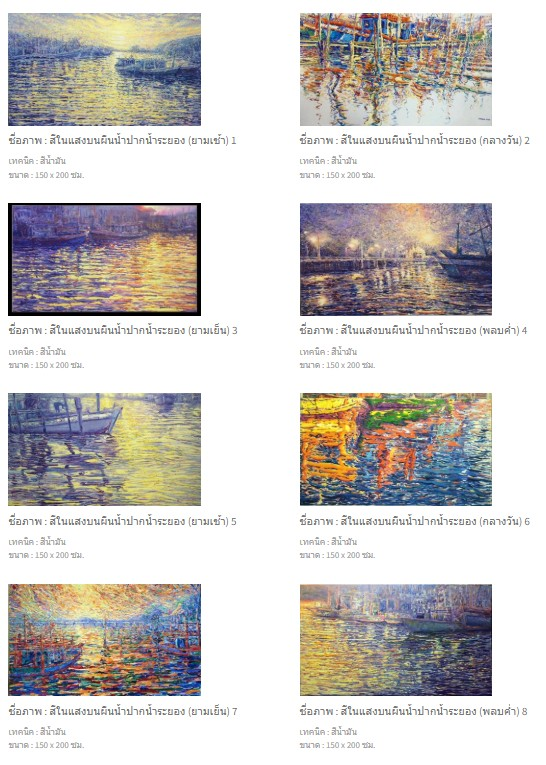 ชื่อภาพ : สีในแสงบนผืนน้ำปากน้ำระยอง (ยามเช้า) 1
เทคนิค : สีน้ำมัน
ขนาด : 150 x 200 ซม.
ชื่อภาพ : สีในแสงบนผืนน้ำปากน้ำระยอง (กลางวัน) 2
เทคนิค : สีน้ำมัน
ขนาด : 150 x 200 ซม.
ชื่อภาพ : สีในแสงบนผืนน้ำปากน้ำระยอง (ยามเย็น) 3
เทคนิค : สีน้ำมัน
ขนาด : 150 x 200 ซม.
ชื่อภาพ : สีในแสงบนผืนน้ำปากน้ำระยอง (พลบค่ำ) 4
เทคนิค : สีน้ำมัน
ขนาด : 150 x 200 ซม.
ชื่อภาพ : สีในแสงบนผืนน้ำปากน้ำระยอง (ยามเช้า) 5
เทคนิค : สีน้ำมัน
ขนาด : 150 x 200 ซม.
ชื่อภาพ : สีในแสงบนผืนน้ำปากน้ำระยอง (กลางวัน) 6
เทคนิค : สีน้ำมัน
ขนาด : 150 x 200 ซม.
ชื่อภาพ : สีในแสงบนผืนน้ำปากน้ำระยอง (ยามเย็น) 7
เทคนิค : สีน้ำมัน
ขนาด : 150 x 200 ซม.
ชื่อภาพ : สีในแสงบนผืนน้ำปากน้ำระยอง (พลบค่ำ) 8
เทคนิค : สีน้ำมัน
ขนาด : 150 x 200 ซม.